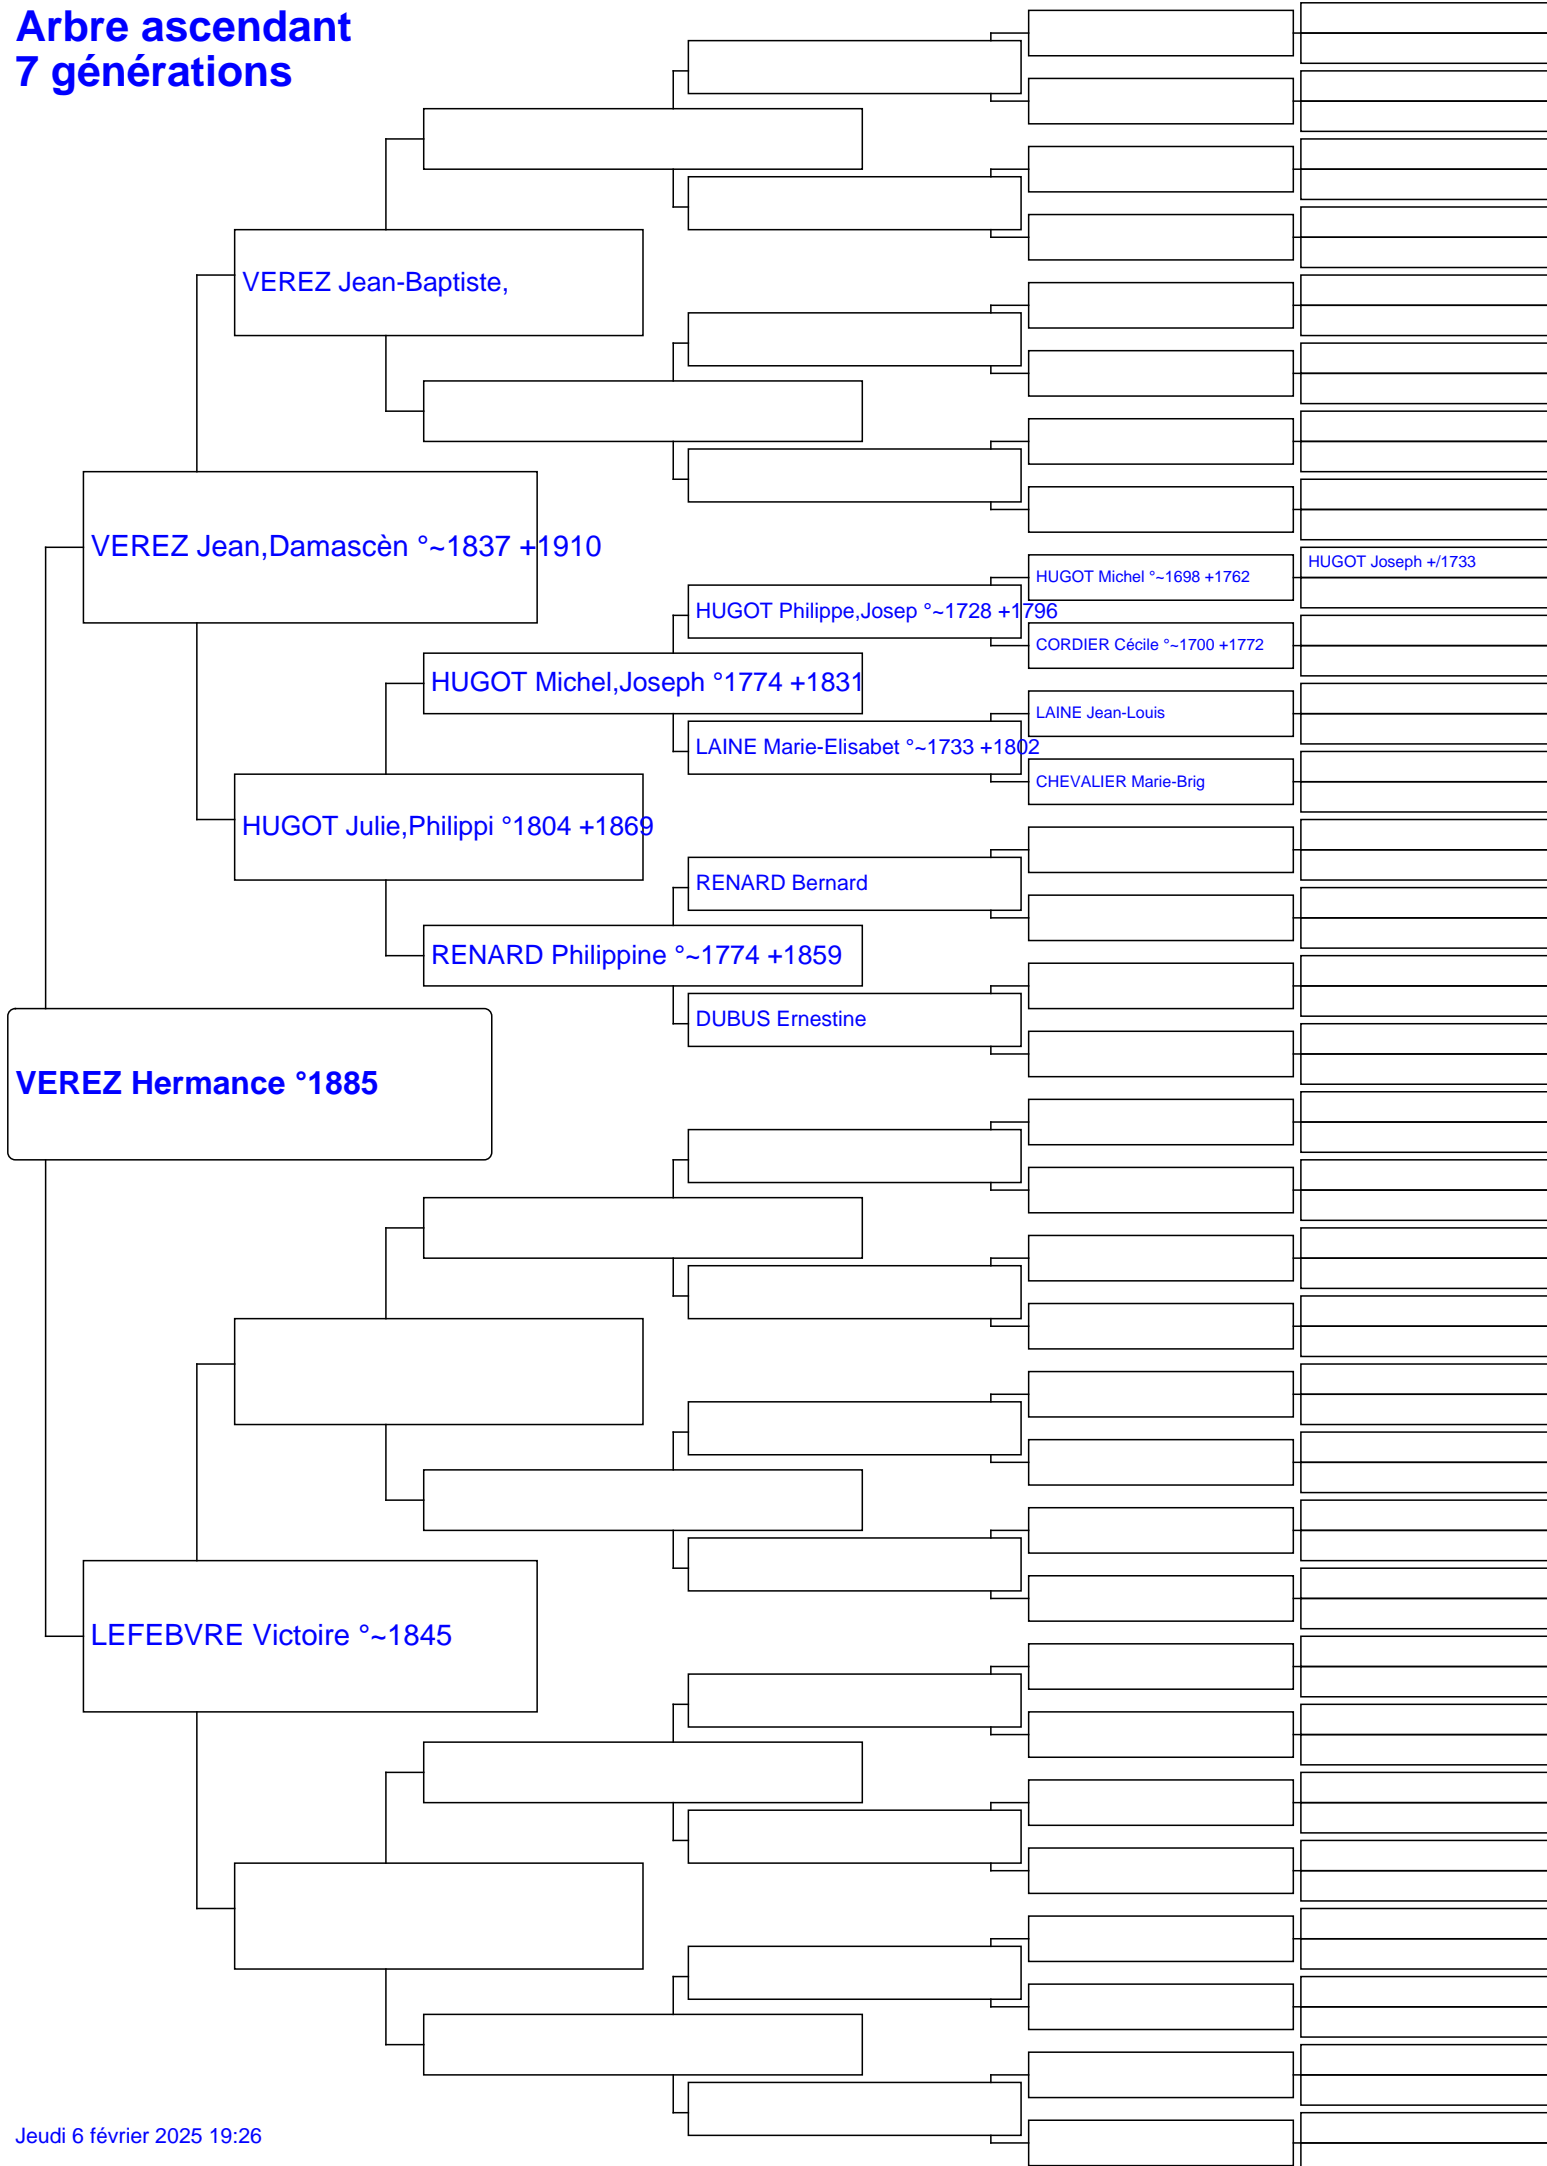 Arbre ascendant
7 générations
VEREZ Jean-Baptiste,
VEREZ Jean,Damascèn °~1837 +1910
HUGOT Joseph +/1733
HUGOT Michel °~1698 +1762
HUGOT Philippe,Josep °~1728 +1796
CORDIER Cécile °~1700 +1772
HUGOT Michel,Joseph °1774 +1831
LAINE Jean-Louis
LAINE Marie-Elisabet °~1733 +1802
CHEVALIER Marie-Brig
HUGOT Julie,Philippi °1804 +1869
RENARD Bernard
RENARD Philippine °~1774 +1859
DUBUS Ernestine
VEREZ Hermance °1885
LEFEBVRE Victoire °~1845
Jeudi 6 février 2025 19:26